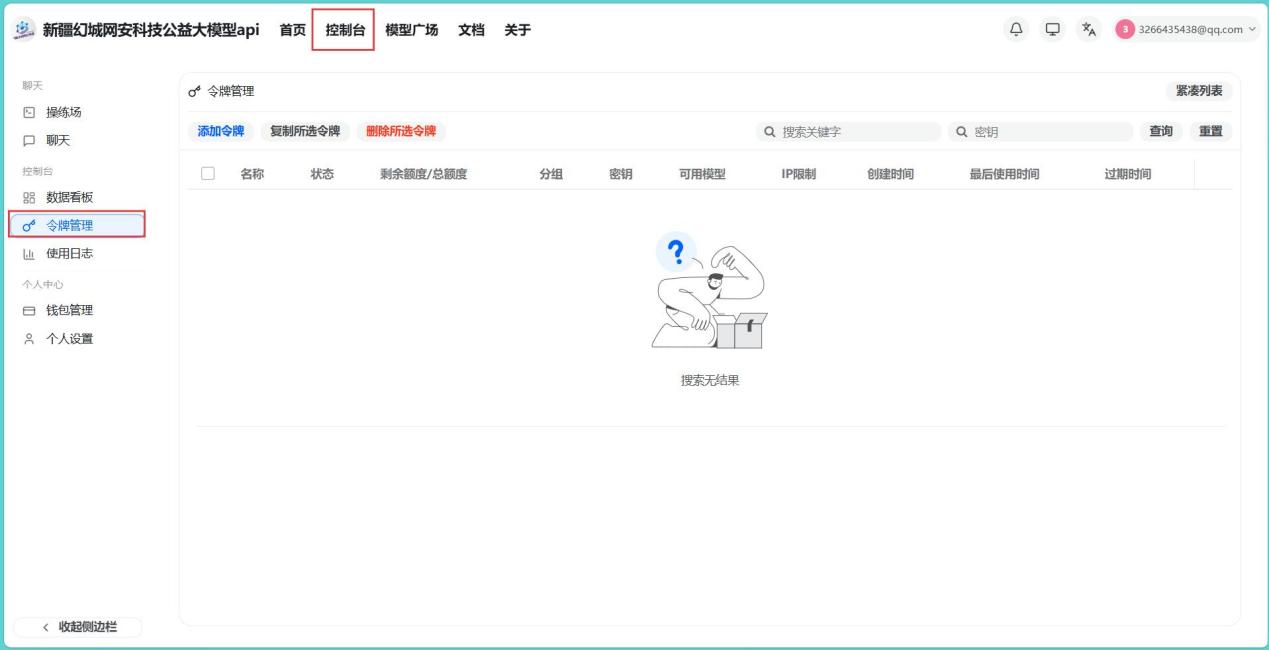 新疆幻城网安科技公益大模型api 首页 控制台 模型广场 文档 关于 3 3266435438@qq.com
聊天
操练场
聊天
控制台
数据看板
令牌管理
使用日志
个人中心
钱包管理
个人设置
收起侧边栏
令牌管理 紧凑列表
添加令牌 复制所选令牌 删除所选令牌 搜索关键字 密钥 查询 重置
名称 状态 剩余额度/总额度 分组 密钥 可用模型 IP限制 创建时间 最后使用时间 过期时间
?
搜索无结果